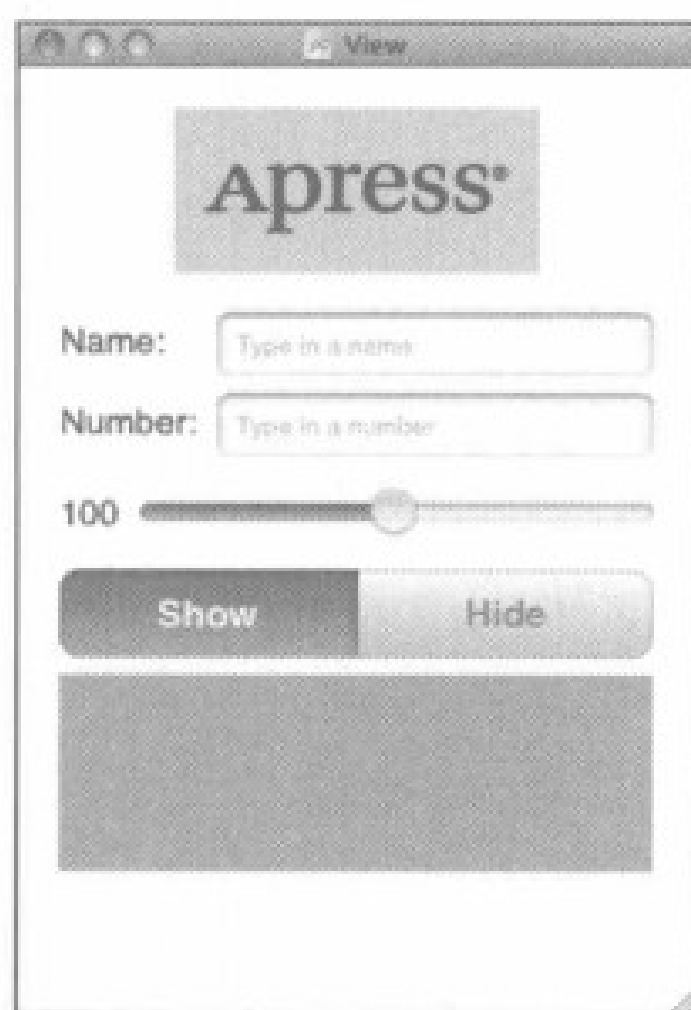 View
Apress®
Name: Type in a name
Number: Type in a number
100
Show Hide